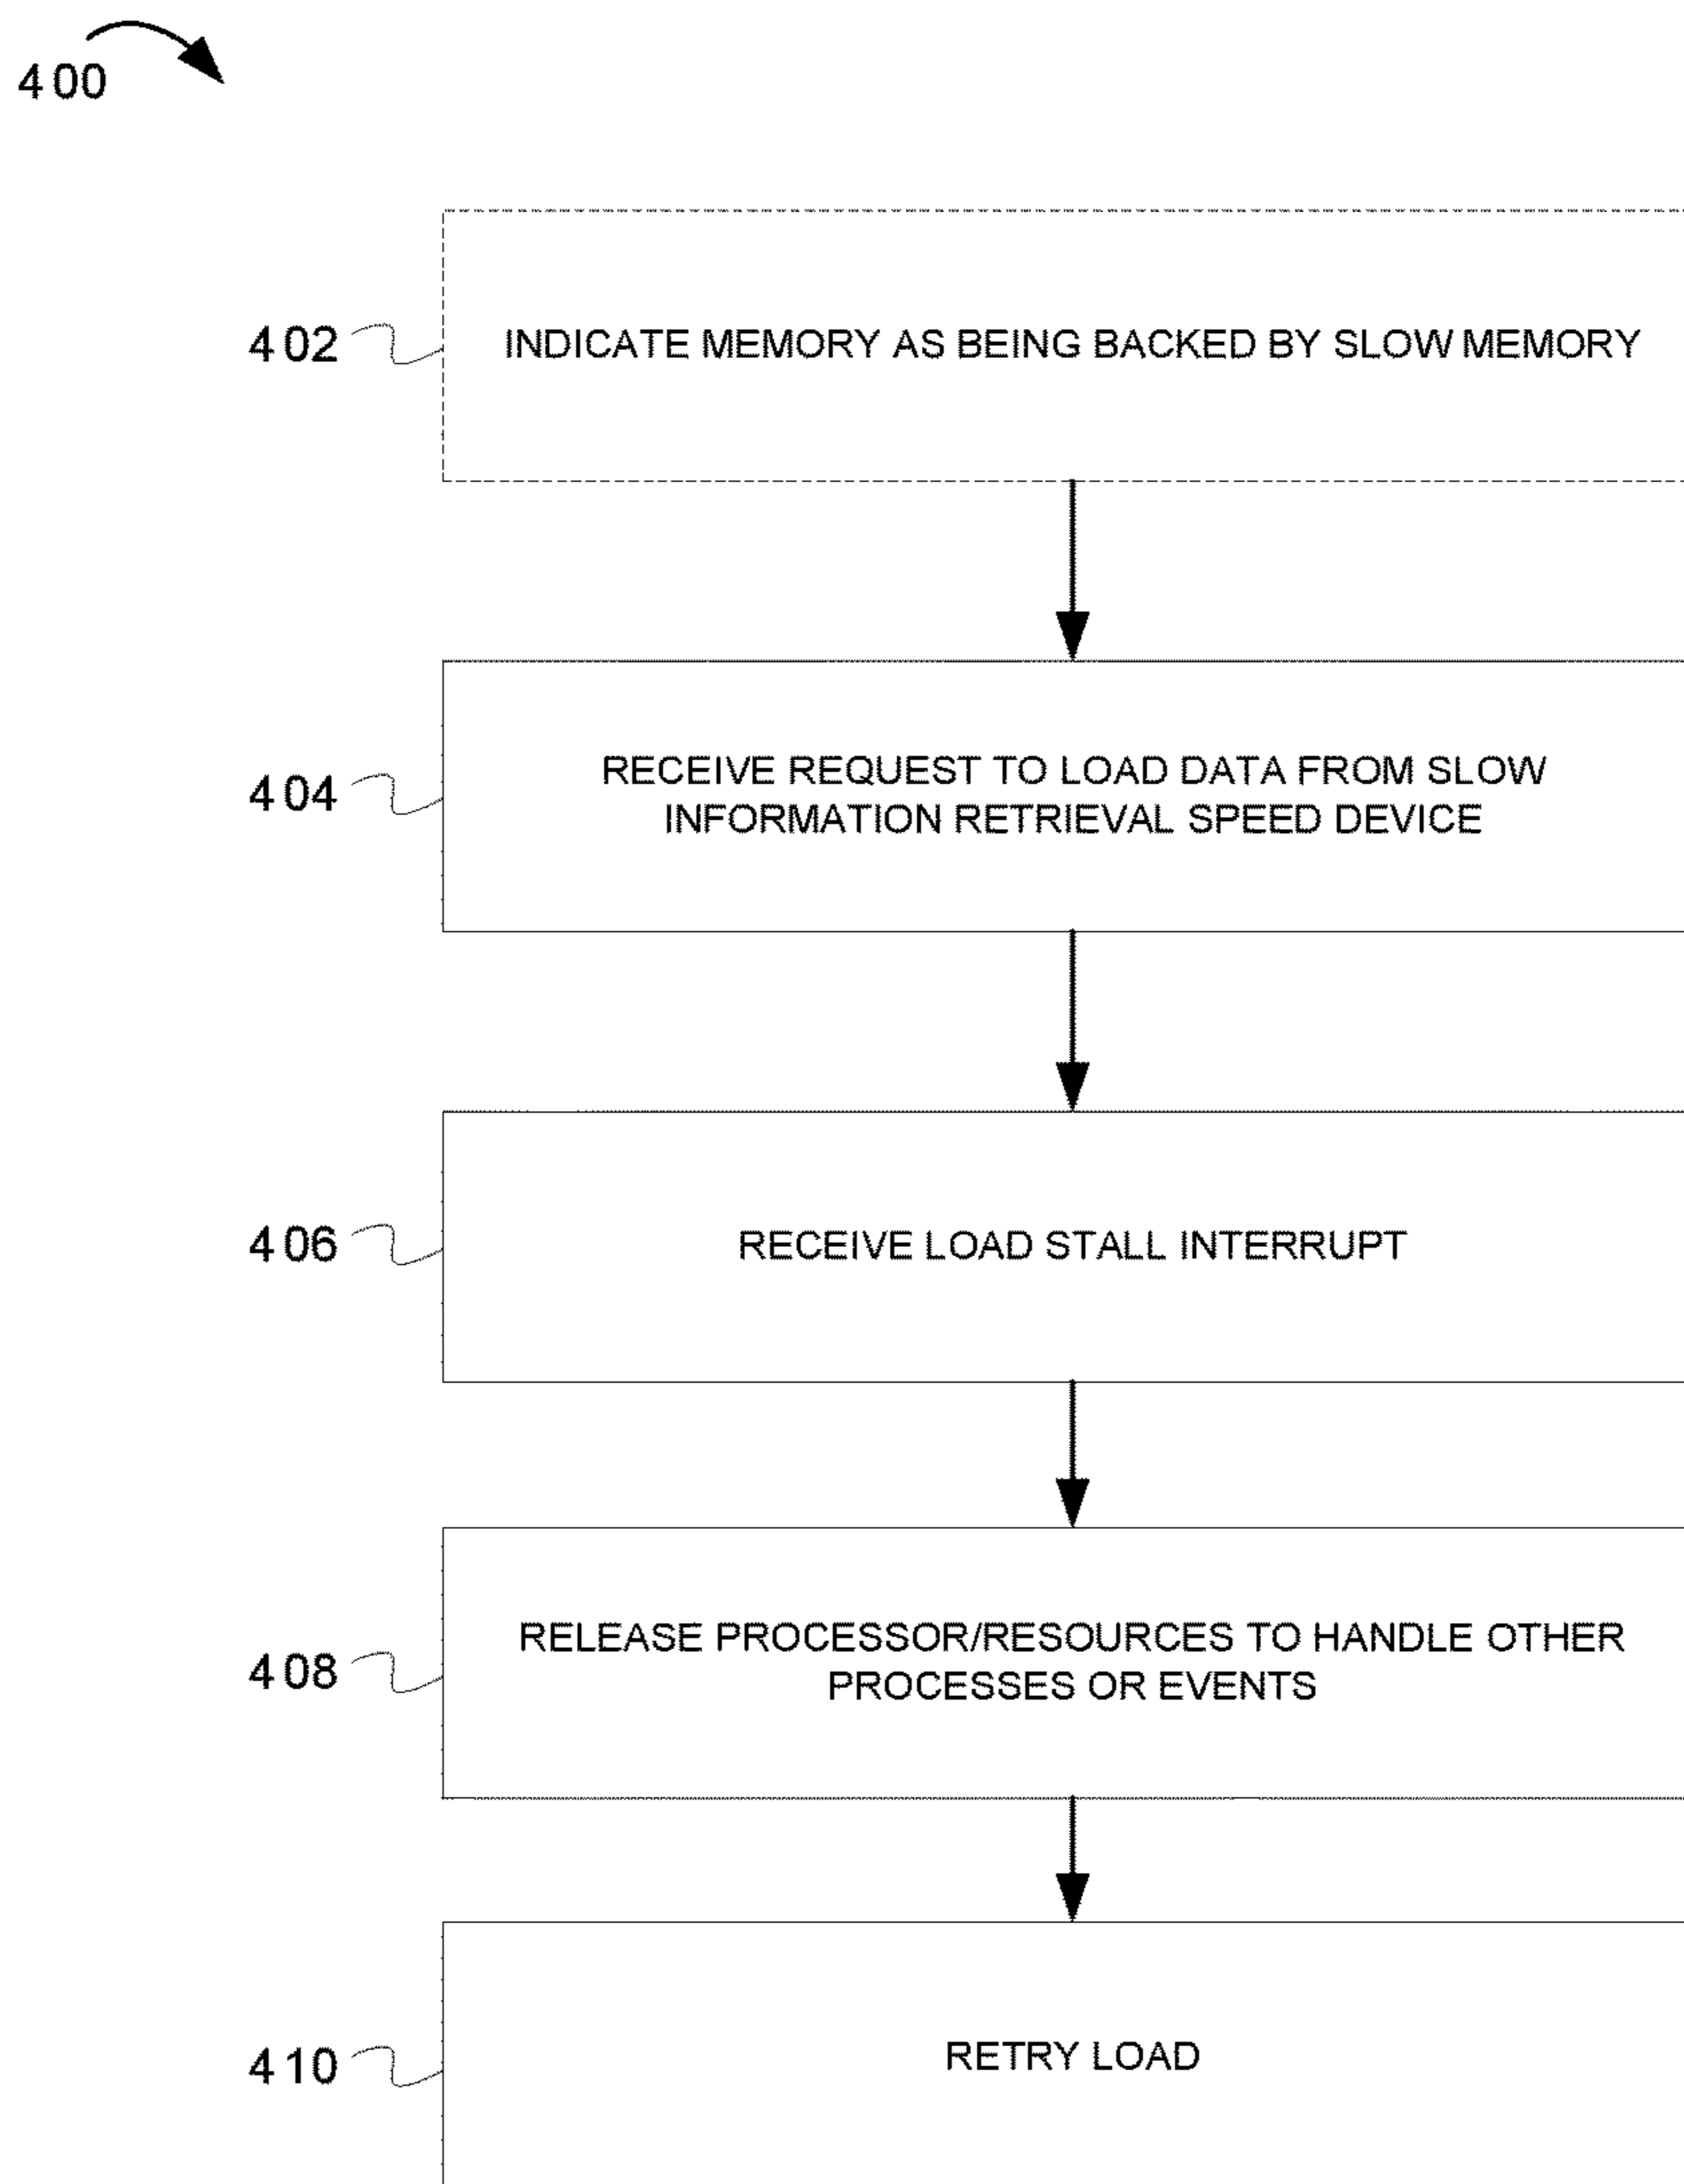 400
402
INDICATE MEMORY AS BEING BACKED BY SLOW MEMORY
404
RECEIVE REQUEST TO LOAD DATA FROM SLOW
INFORMATION RETRIEVAL SPEED DEVICE
406
RECEIVE LOAD STALL INTERRUPT
408
RELEASE PROCESSOR/RESOURCES TO HANDLE OTHER
PROCESSES OR EVENTS
410
RETRY LOAD